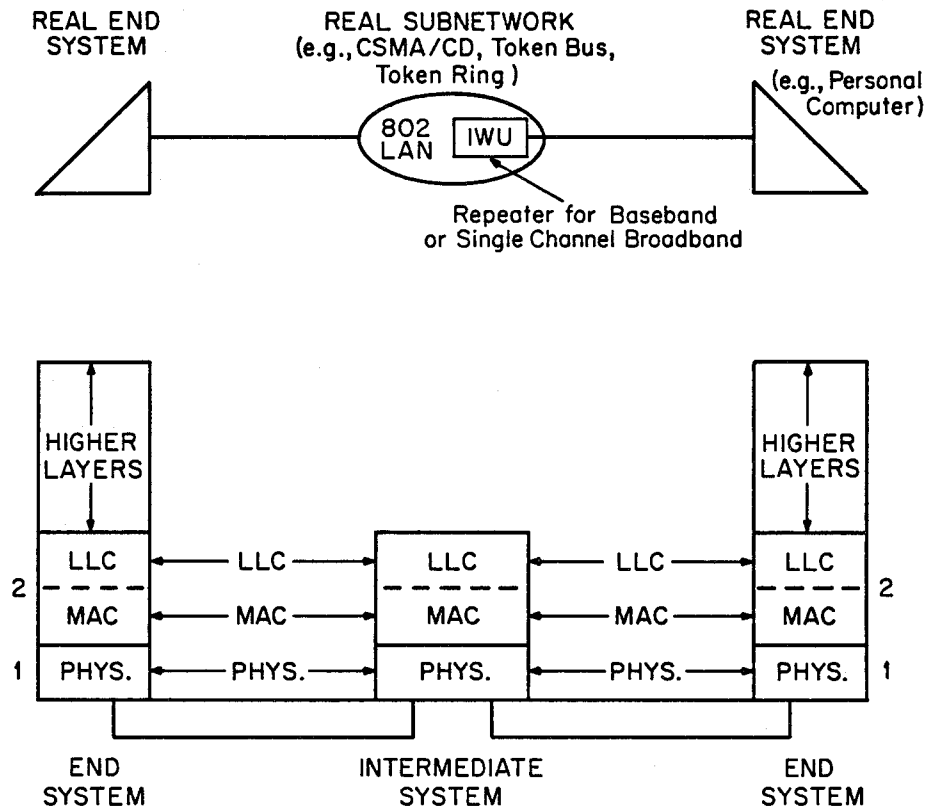 REAL END
SYSTEM
REAL SUBNETWORK
(e.g., CSMA/CD, Token Bus,
Token Ring)
REAL END
SYSTEM
(e.g., Personal
Computer)
802
LAN
IWU
Repeater for Baseband
or Single Channel Broadband
HIGHER
LAYERS
HIGHER
LAYERS
LLC
LLC
LLC
LLC
LLC
2
2
MAC
MAC
MAC
MAC
MAC
1
PHYS.
PHYS.
PHYS.
PHYS.
PHYS.
1
END
SYSTEM
INTERMEDIATE
SYSTEM
END
SYSTEM